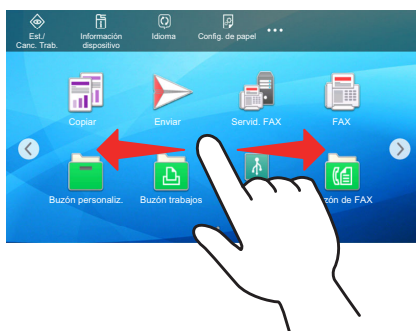 Est./
Canc. Trab.
Información
dispositivo
Idioma
Config. de papel
Copiar
Enviar
Servid. FAX
FAX
Buzón personaliz.
Buzón trabajos
zón de FAX